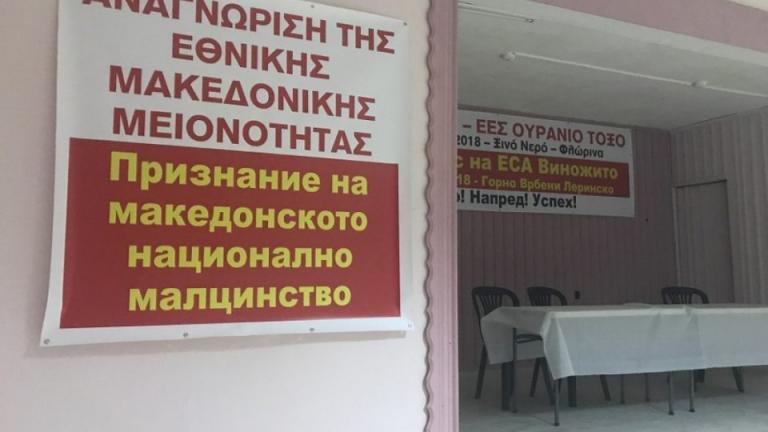 ΑΝΑΓΝΩΡΙΣΗ ΤΗΣ
ΕΘΝΙΚΗΣ
ΜΑΚΕΔΟΝΙΚΗΣ
ΜΕΙΟΝΟΤΗΤΑΣ
Признание на
македонското
национално
малцинство
– ΕΕΣ ΟΥΡΑΝΙΟ ΤΟΞΟ
2018 – Ξινό Νερό – Φλώρινα
с на ЕСА Виножито
18 - Горно Врбени Леринско
! Напред! Успех!